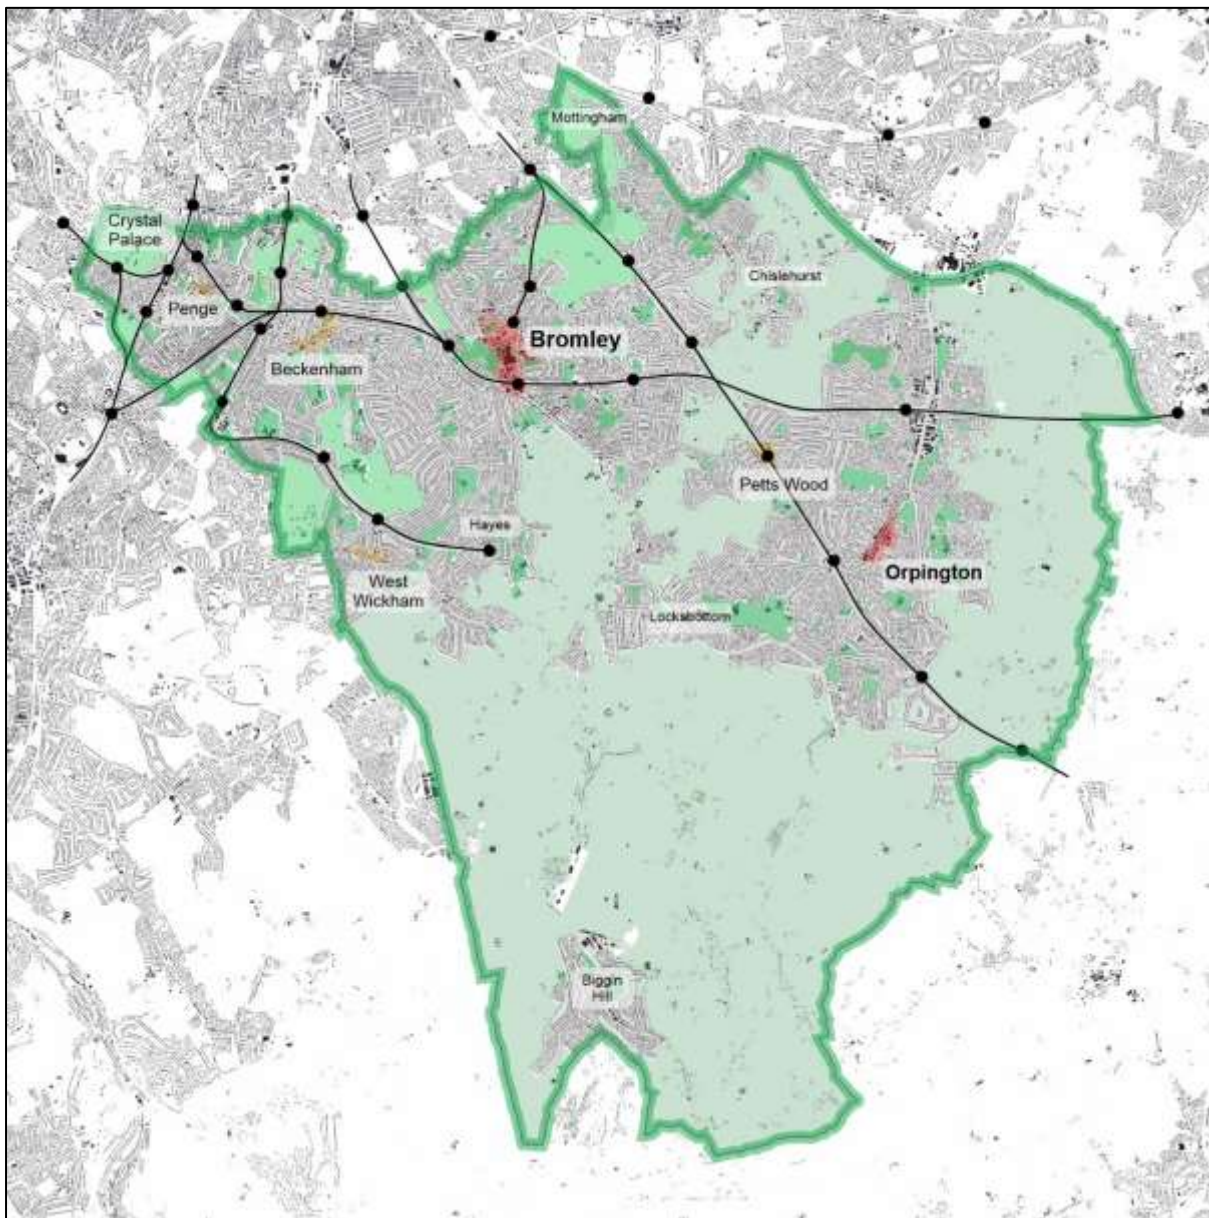 Mottingham
Crystal
Palace
Chislehurst
Penge
Bromley
Beckenham
Petts Wood
Hayes
Orpington
West
Wickham
Locksbottom
Biggin
Hill